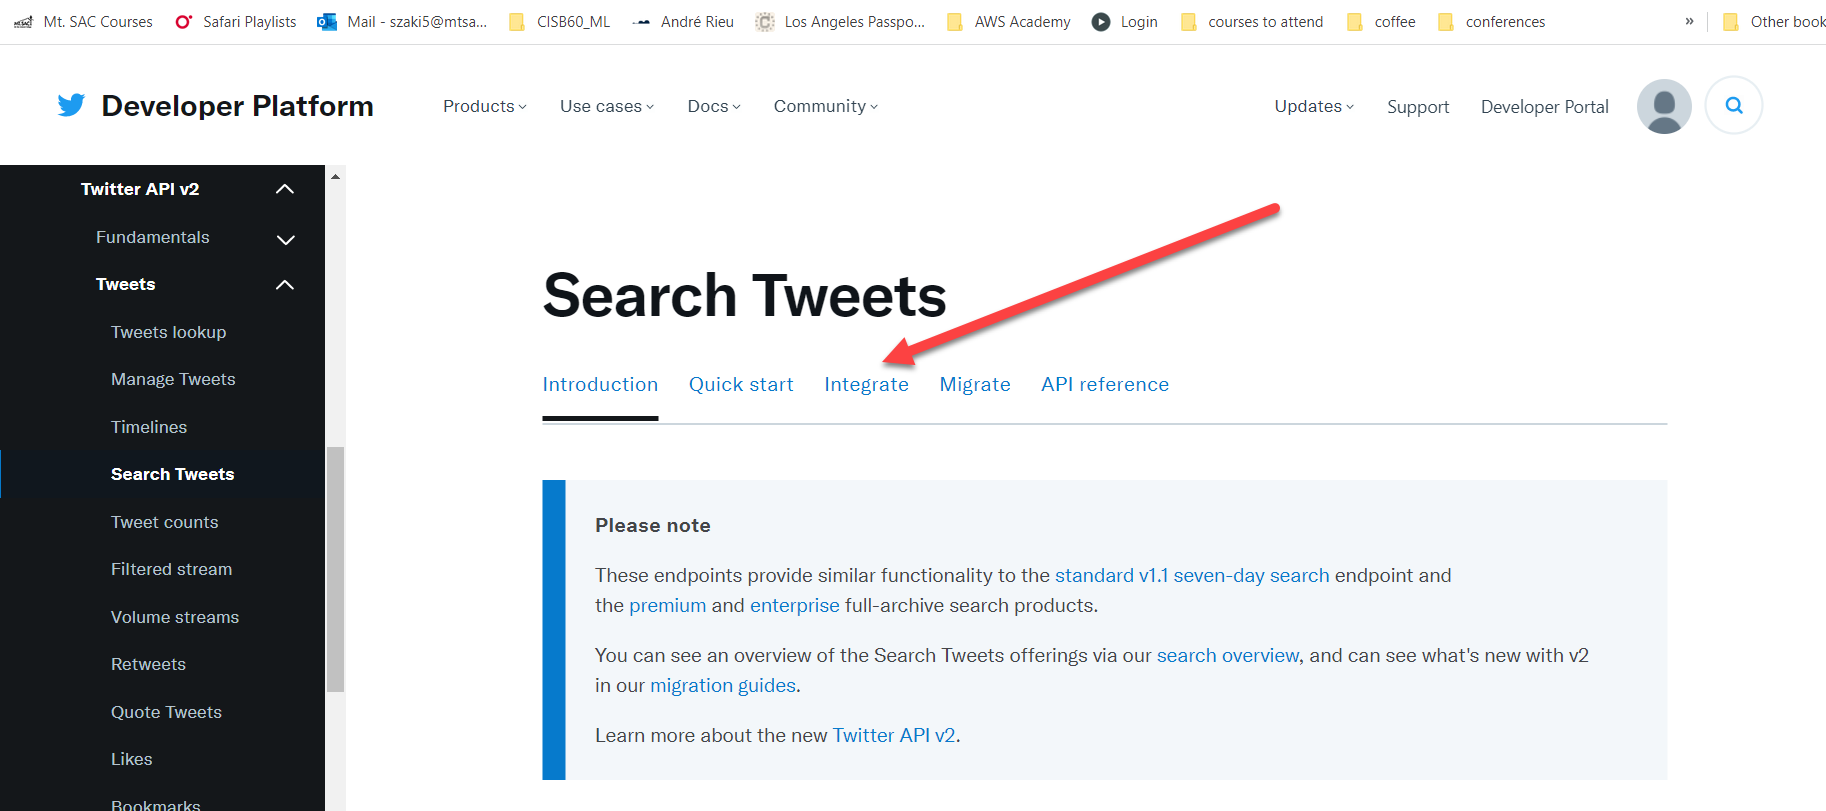 Mt. SAC Courses Safari Playlists Mail - szaki5@mtsa... CISB60_ML André Rieu Los Angeles Passpo... AWS Academy Login courses to attend coffee conferences » Other book
Developer Platform Products Use cases Docs Community Updates Support Developer Portal
Twitter API v2
Fundamentals
Tweets
Tweets lookup
Manage Tweets
Timelines
Search Tweets
Tweet counts
Filtered stream
Volume streams
Retweets
Quote Tweets
Likes
Bookmarks
Search Tweets
Introduction Quick start Integrate Migrate API reference
Please note
These endpoints provide similar functionality to the standard v1.1 seven-day search endpoint and
the premium and enterprise full-archive search products.
You can see an overview of the Search Tweets offerings via our search overview, and can see what's new with v2
in our migration guides.
Learn more about the new Twitter API v2.